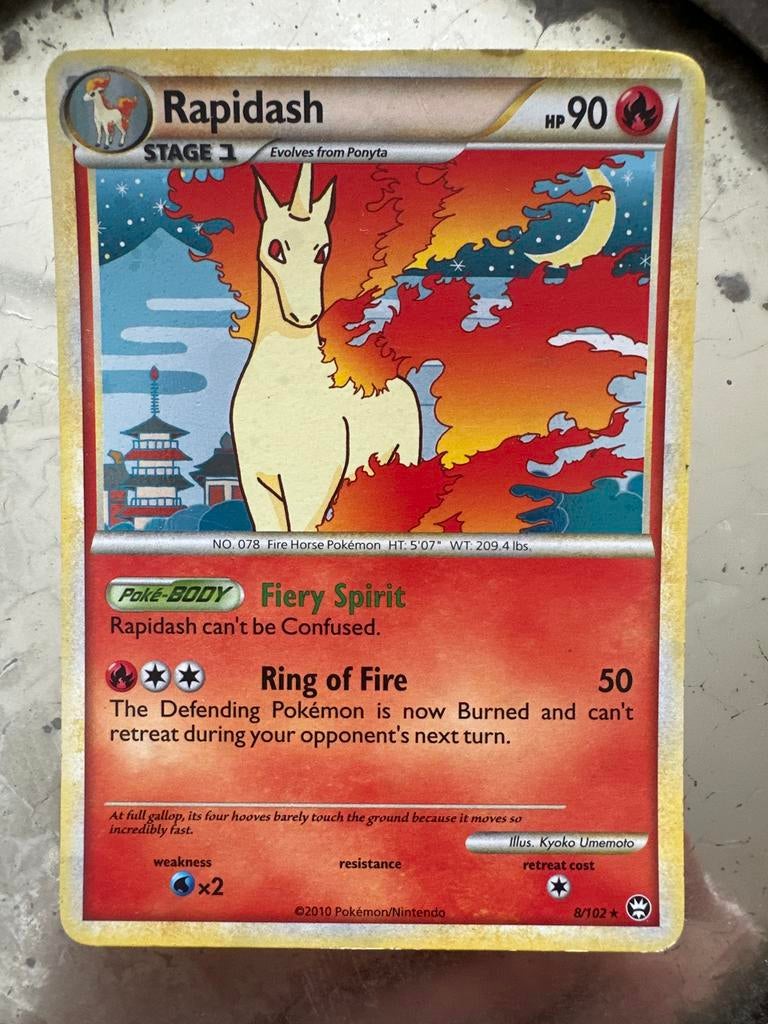 Rapidash
HP 90
STAGE 1
Evolves from Ponyta
NO. 078 Fire Horse Pokémon HT: 5'07" WT: 209.4 lbs.
Poké-BODY Fiery Spirit
Rapidash can't be Confused.
Ring of Fire 50
The Defending Pokémon is now Burned and can't
retreat during your opponent's next turn.
At full gallop, its four hooves barely touch the ground because it moves so
incredibly fast.
Illus. Kyoko Umemoto
weakness resistance retreat cost
x2
©2010 Pokémon/Nintendo 8/102 ★